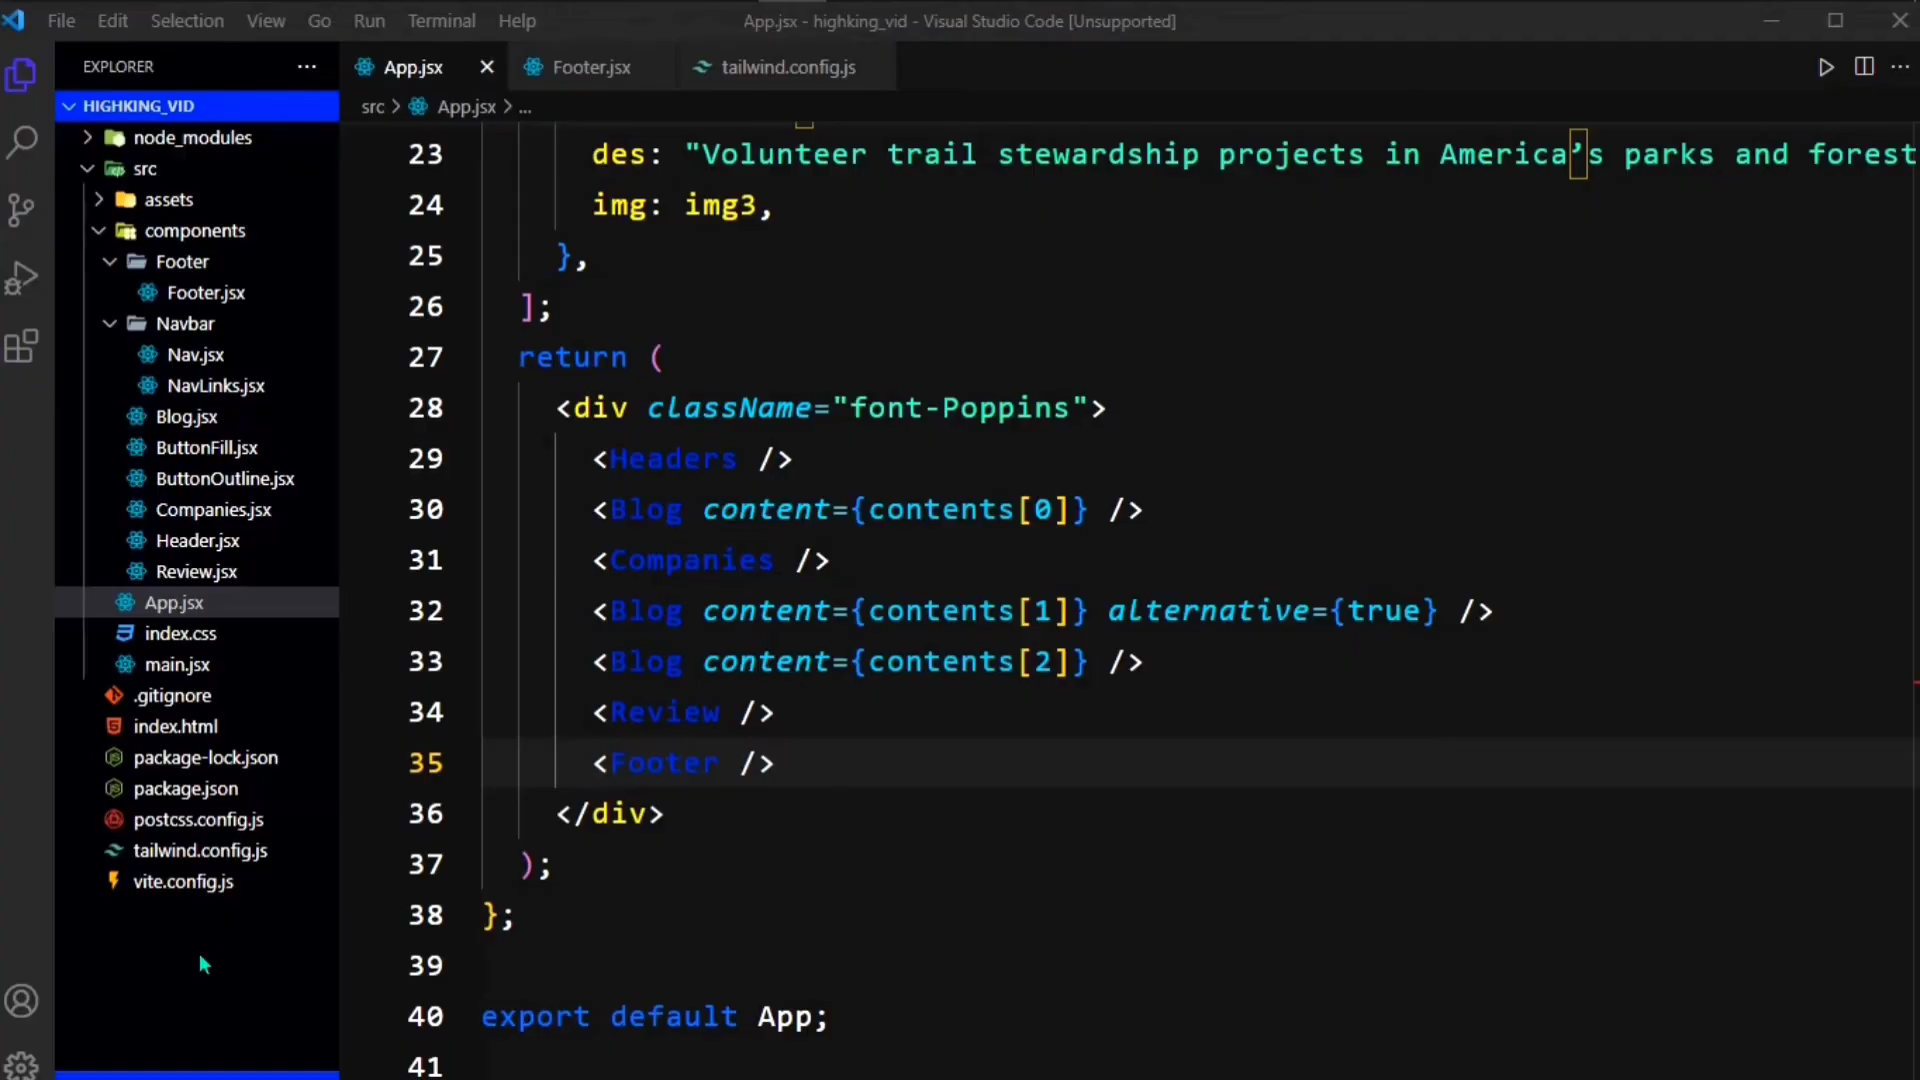 File Edit Selection View Go Run Terminal Help
App.jsx - highking_vid - Visual Studio Code [Unsupported]
EXPLORER
App.jsx
Footer.jsx
tailwind.config.js
HIGHKING_VID
src > App.jsx > ...
node_modules
src
assets
components
Footer
Footer.jsx
Navbar
Nav.jsx
NavLinks.jsx
Blog.jsx
ButtonFill.jsx
ButtonOutline.jsx
Companies.jsx
Header.jsx
Review.jsx
App.jsx
index.css
main.jsx
.gitignore
index.html
package-lock.json
package.json
postcss.config.js
tailwind.config.js
vite.config.js
23 des: "Volunteer trail stewardship projects in America’s parks and forest
24 img: img3,
25 },
26 ];
27 return (
28 <div className="font-Poppins">
29 <Headers />
30 <Blog content={contents[0]} />
31 <Companies />
32 <Blog content={contents[1]} alternative={true} />
33 <Blog content={contents[2]} />
34 <Review />
35 <Footer />
36 </div>
37 );
38 };
39
40 export default App;
41